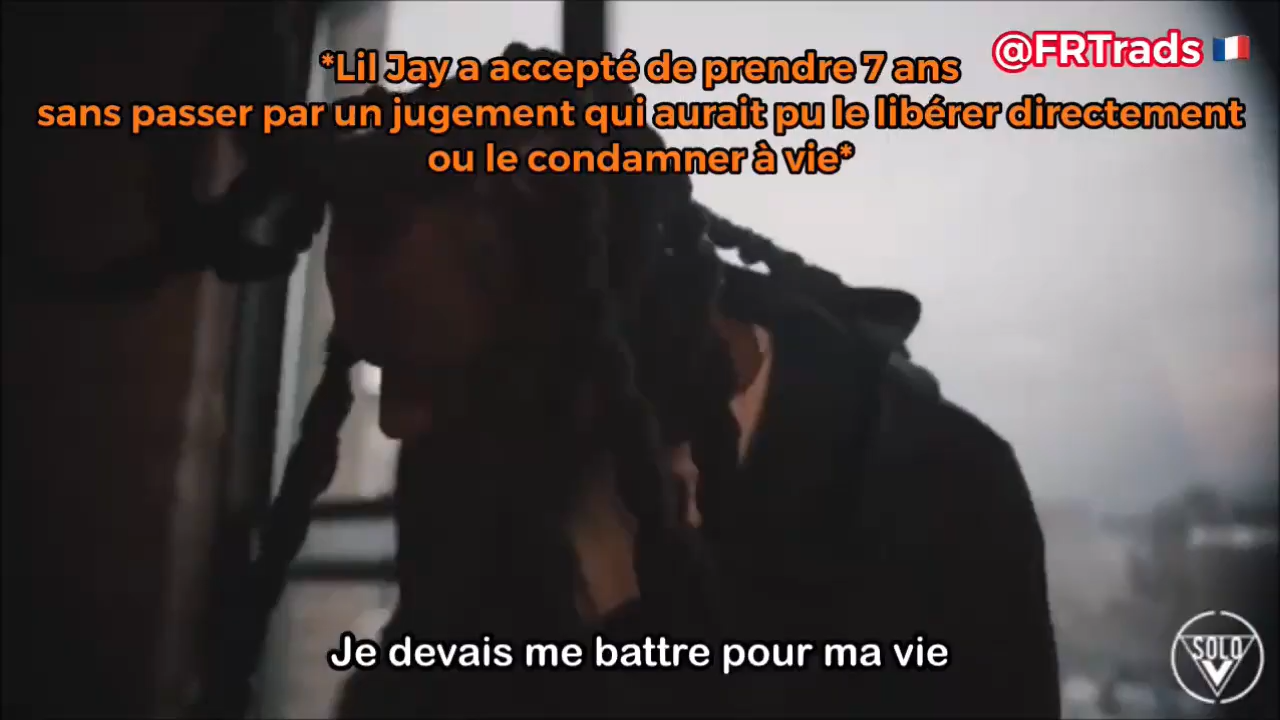 @FRTrads 🇫🇷
*Lil Jay a accepté de prendre 7 ans
sans passer par un jugement qui aurait pu le libérer directement
ou le condamner à vie*
Je devais me battre pour ma vie
SOLO